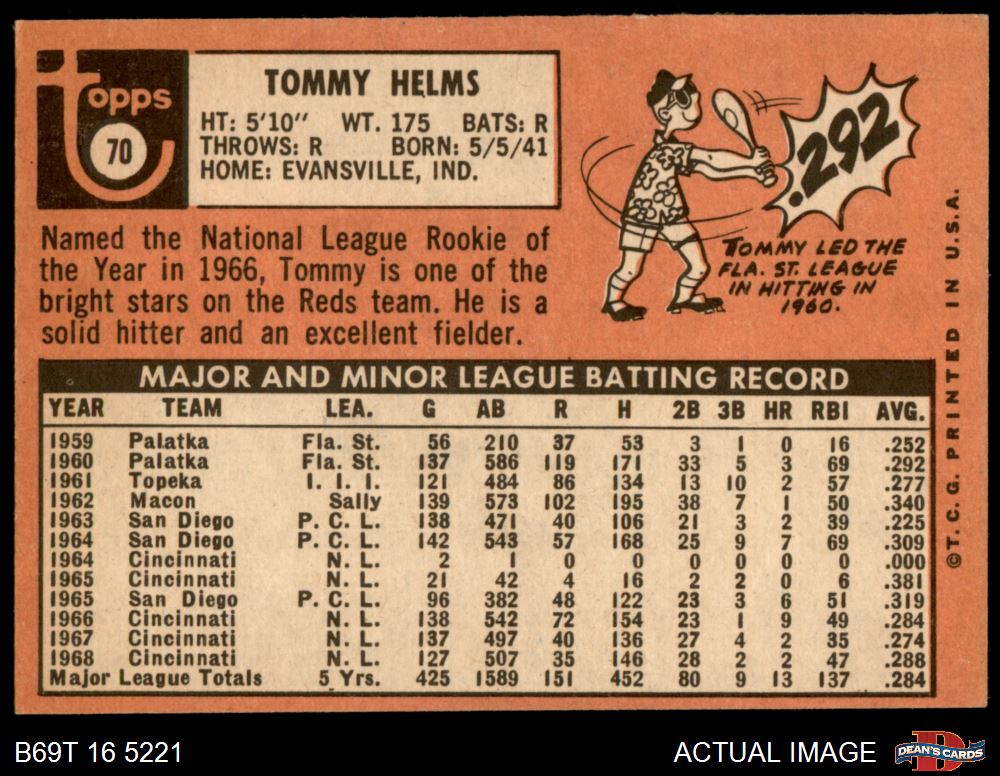 Topps
70
TOMMY HELMS
HT: 5'10" WT. 175 BATS: R
THROWS: R BORN: 5/5/41
HOME: EVANSVILLE, IND.
Named the National League Rookie of
the Year in 1966, Tommy is one of the
bright stars on the Reds team. He is a
solid hitter and an excellent fielder.
.292
TOMMY LED THE
FLA. ST. LEAGUE
IN HITTING IN
1960.
MAJOR AND MINOR LEAGUE BATTING RECORD
YEAR TEAM LEA. G AB R H 2B 3B HR RBI AVG.
1959 Palatka Fla. St. 56 210 37 53 3 1 0 16 .252
1960 Palatka Fla. St. 137 586 119 171 33 5 3 69 .292
1961 Topeka I. I. I. 121 484 86 134 13 10 2 57 .277
1962 Macon Sally 139 573 102 195 38 7 1 50 .340
1963 San Diego P. C. L. 138 471 40 106 21 3 2 39 .225
1964 San Diego P. C. L. 142 543 57 168 25 9 7 69 .309
1964 Cincinnati N. L. 2 1 0 0 0 0 0 0 .000
1965 Cincinnati N. L. 21 42 4 16 2 2 0 6 .381
1965 San Diego P. C. L. 96 382 48 122 23 3 6 51 .319
1966 Cincinnati N. L. 138 542 72 154 23 1 9 49 .284
1967 Cincinnati N. L. 137 497 40 136 27 4 2 35 .274
1968 Cincinnati N. L. 127 507 35 146 28 2 2 47 .288
Major League Totals 5 Yrs. 425 1589 151 452 80 9 13 137 .284
©T. C. G. PRINTED IN U.S.A.
B69T 16 5221
ACTUAL IMAGE
D
DEAN'S CARDS